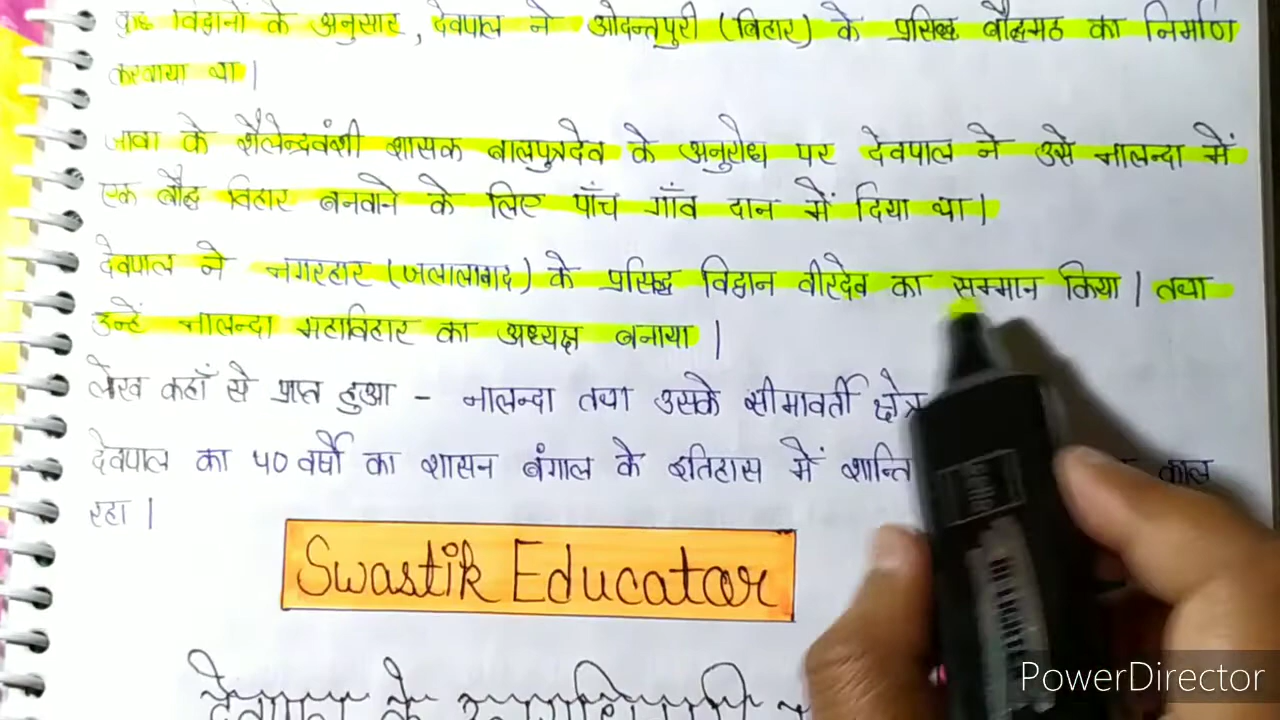 कुछ विद्वानों के अनुसार, देवपाल ने ओदन्तपुरी (बिहार) के प्रसिद्ध बौद्धमठ का निर्माण
करवाया था।
जावा के शैलेन्द्रवंशी शासक बालपुत्रदेव के अनुरोध पर देवपाल ने उसे नालन्दा में
एक बौद्ध विहार बनवाने के लिए पाँच गाँव दान में दिया था।
देवपाल ने नगरहार (जलालाबाद) के प्रसिद्ध विद्वान वीरदेव का सम्मान किया। तथा
उन्हें नालन्दा महाविहार का अध्यक्ष बनाया।
लेख कहाँ से प्राप्त हुआ - नालन्दा तथा उसके सीमावर्ती क्षेत्र
देवपाल का 40 वर्षों का शासन बंगाल के इतिहास में शान्ति काल
रहा।
Swastik Educator
देवपाल के
PowerDirector